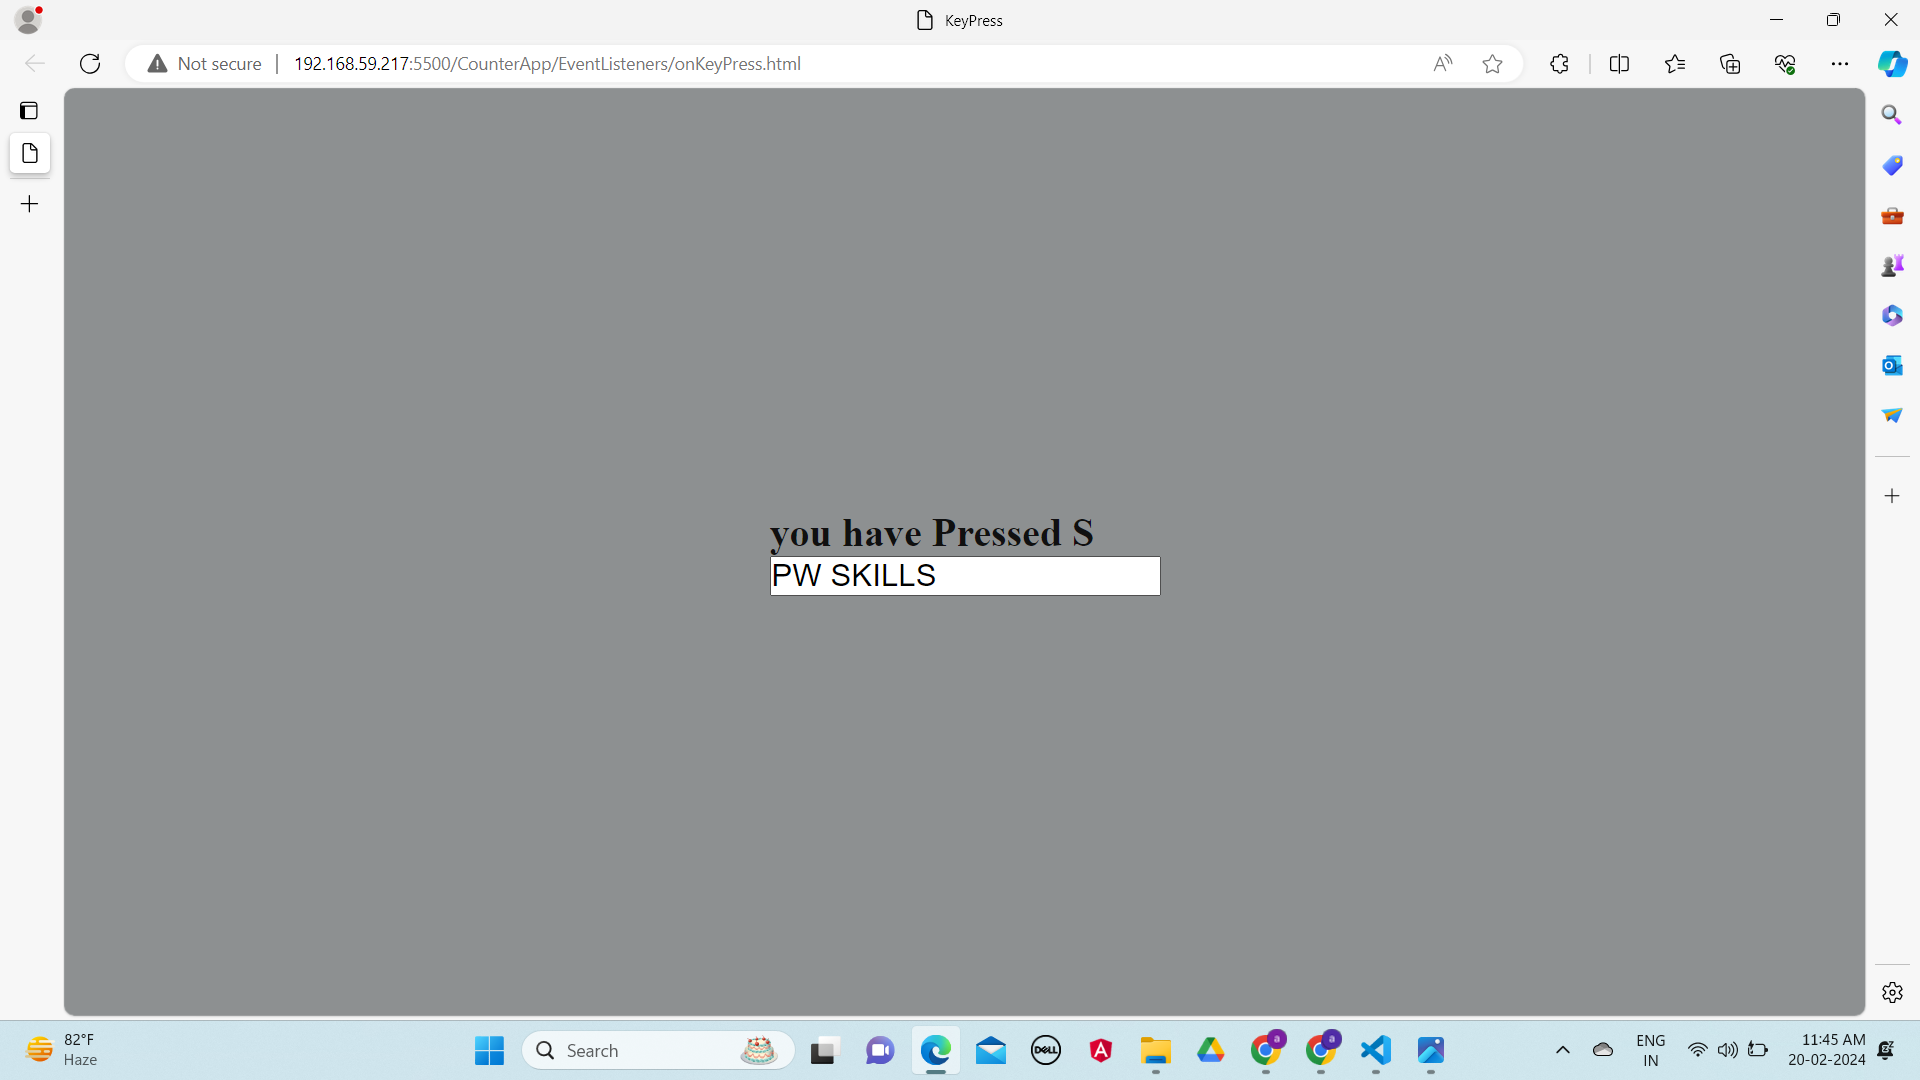 KeyPress
Not secure
192.168.59.217:5500/CounterApp/EventListeners/onKeyPress.html
you have Pressed S
PW SKILLS
82°F
Haze
Search
DELL
a
a
ENG
IN
11:45 AM
20-02-2024